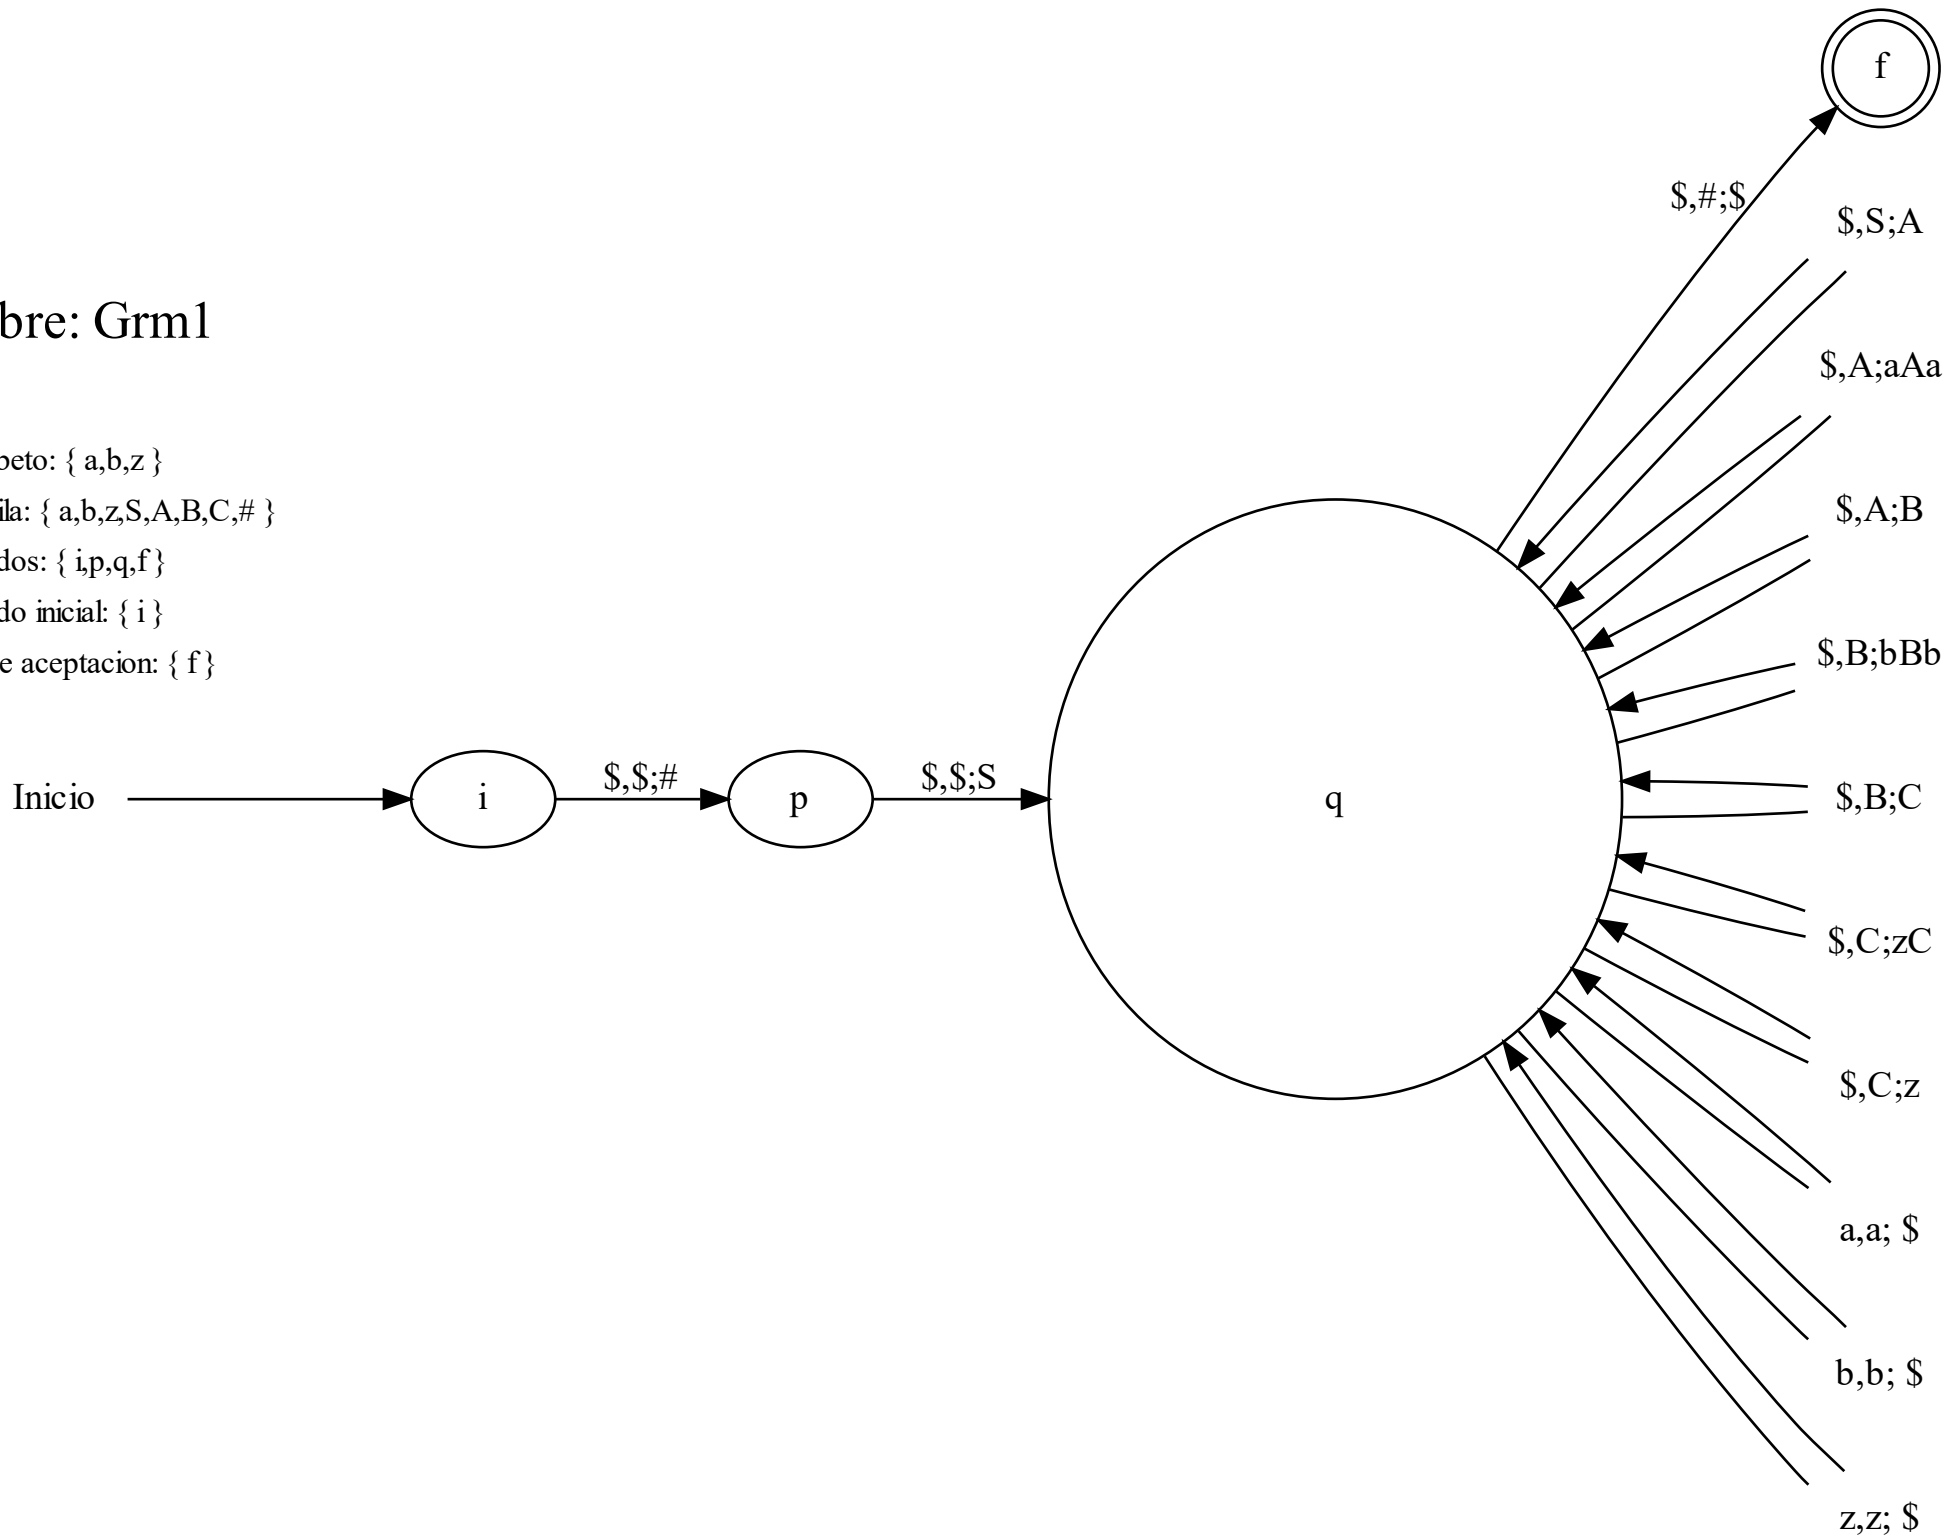 bre: Grm1
beto: { a,b,z }
ila: { a,b,z,S,A,B,C,# }
dos: { i,p,q,f }
do inicial: { i }
e aceptacion: { f }
Inicio
i
$,$;#
p
$,$;S
q
$,#;$
f
$,S;A
$,A;aAa
$,A;B
$,B;bBb
$,B;C
$,C;zC
$,C;z
a,a; $
b,b; $
z,z; $